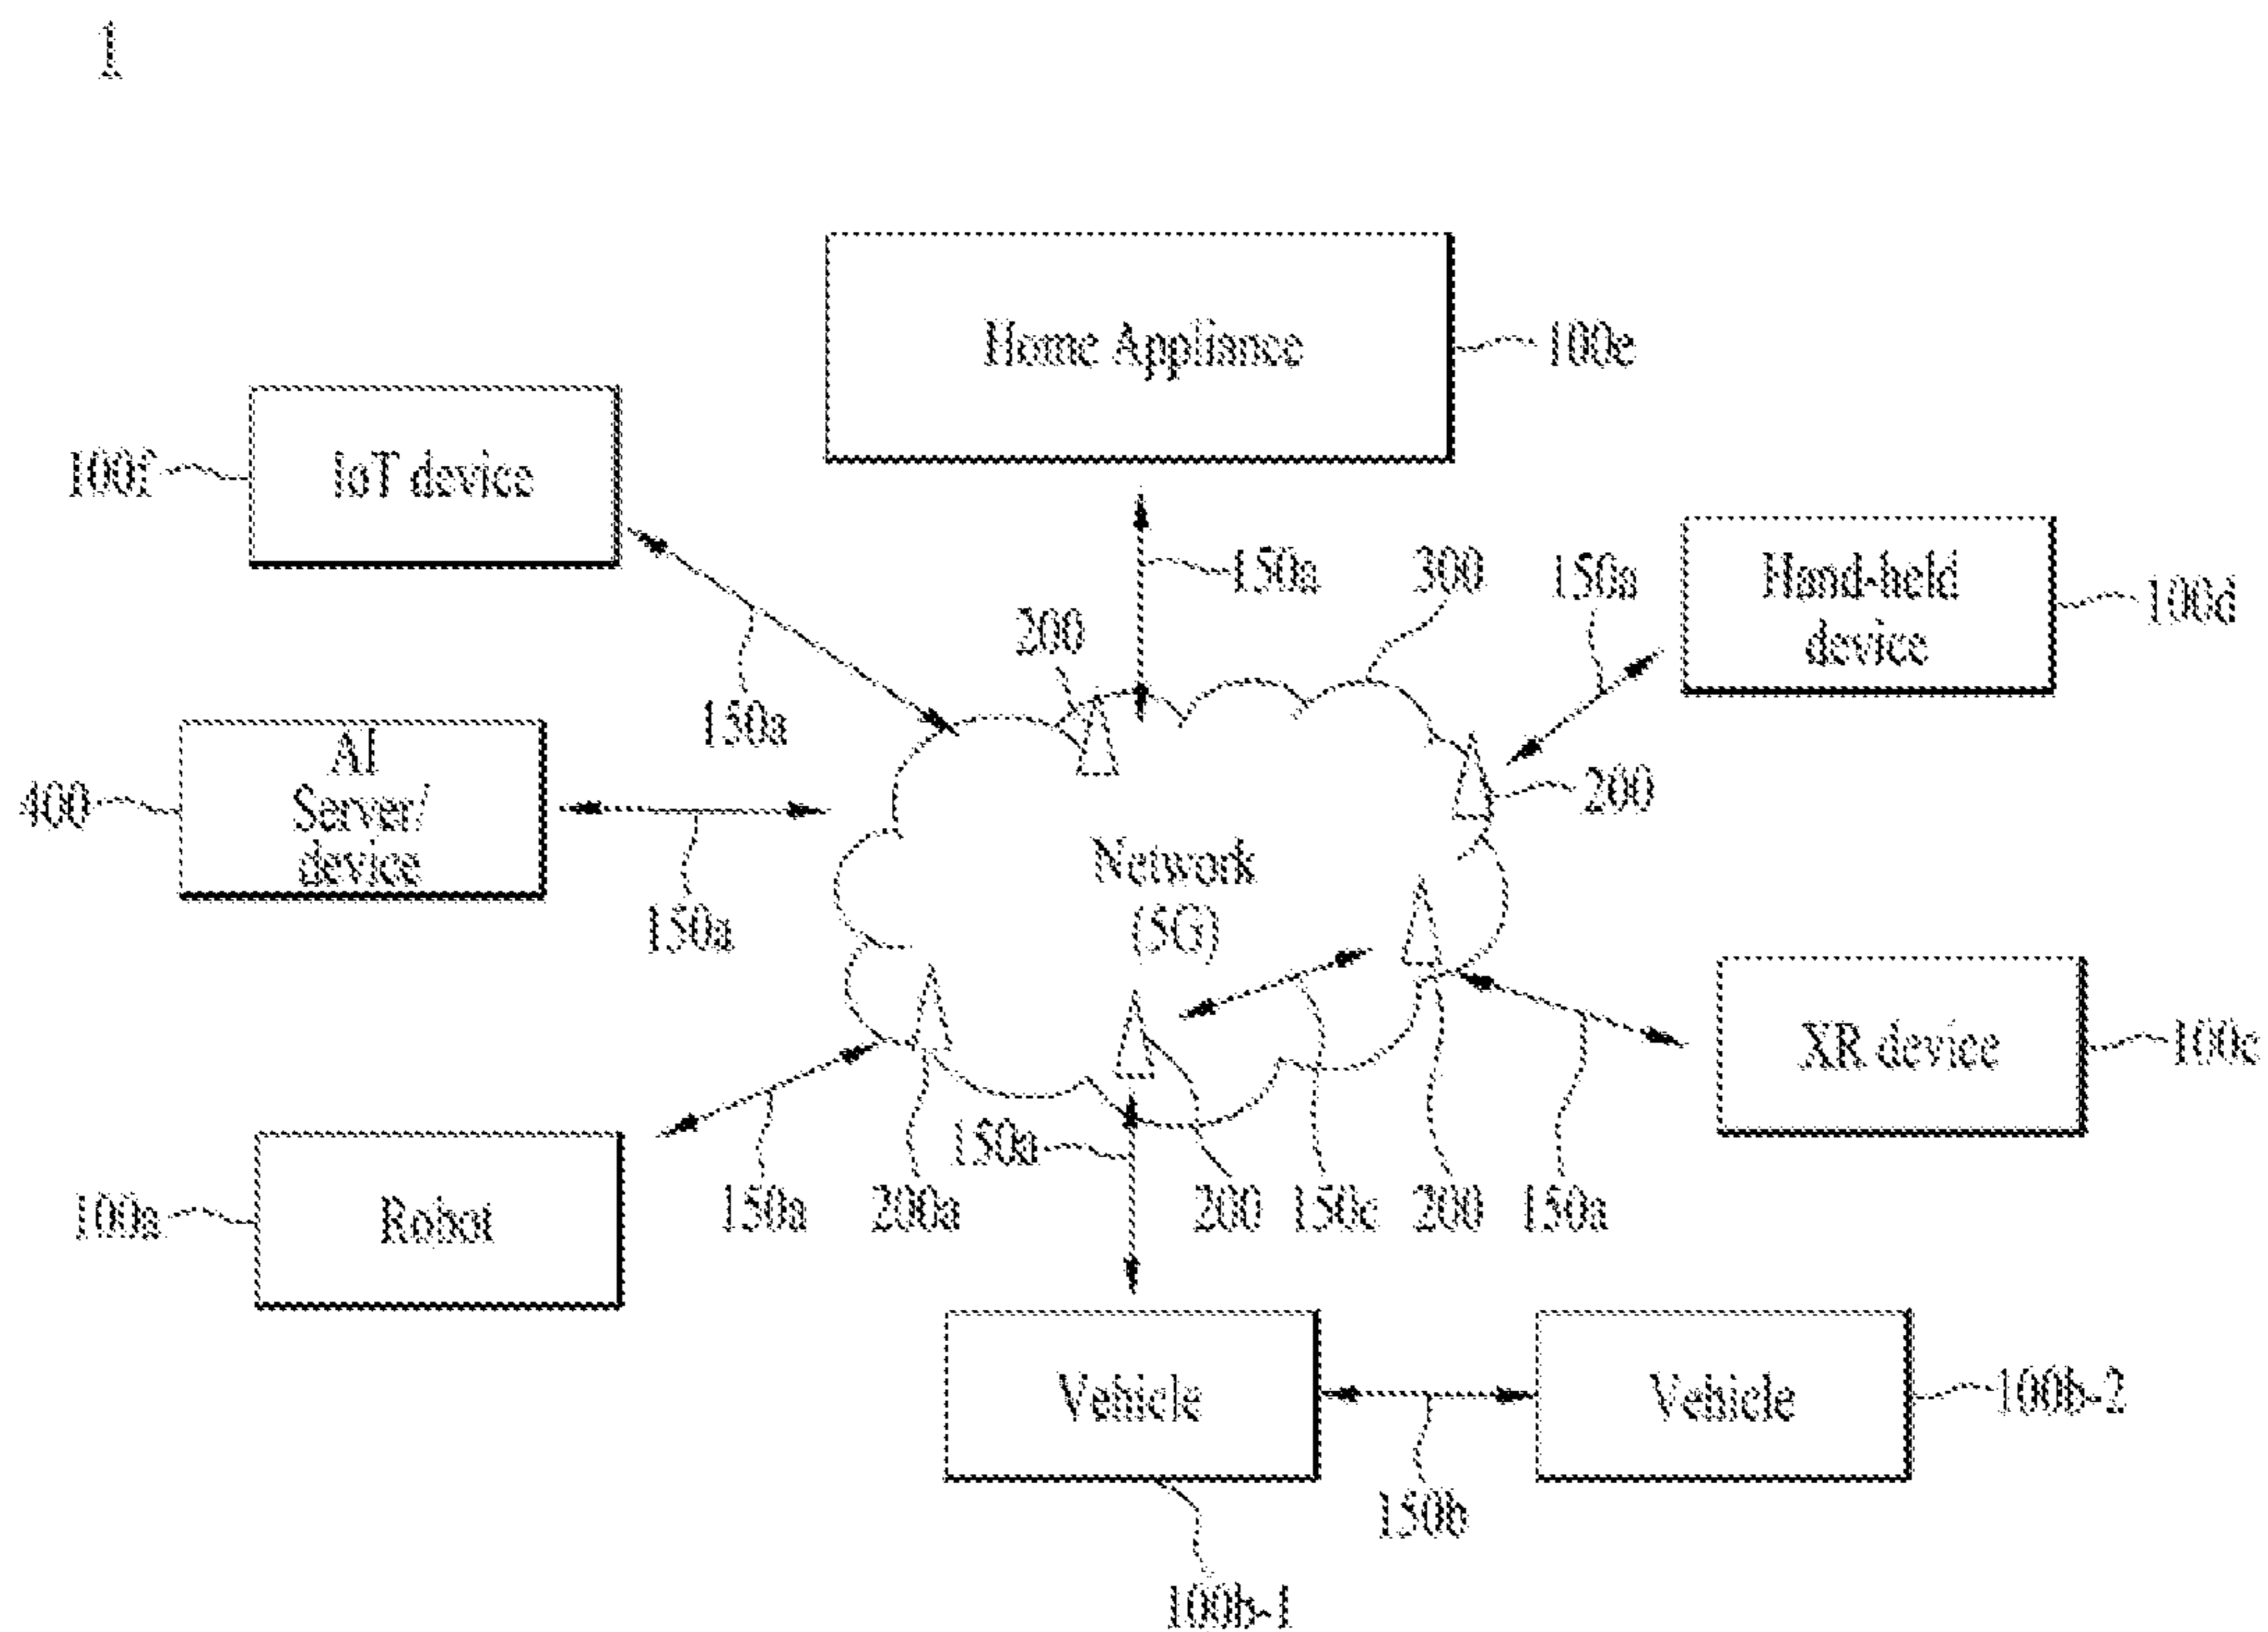 1
Home Appliance
100e
IoT device
100f
150a
300
150a
Hand-held
device
100d
200
150a
AI
Server/
device
400
200
150a
Network
(5G)
XR device
100c
150a
Robot
100a
150a
200a
200
150c
200
150a
Vehicle
Vehicle
100b-2
150b
100b-1